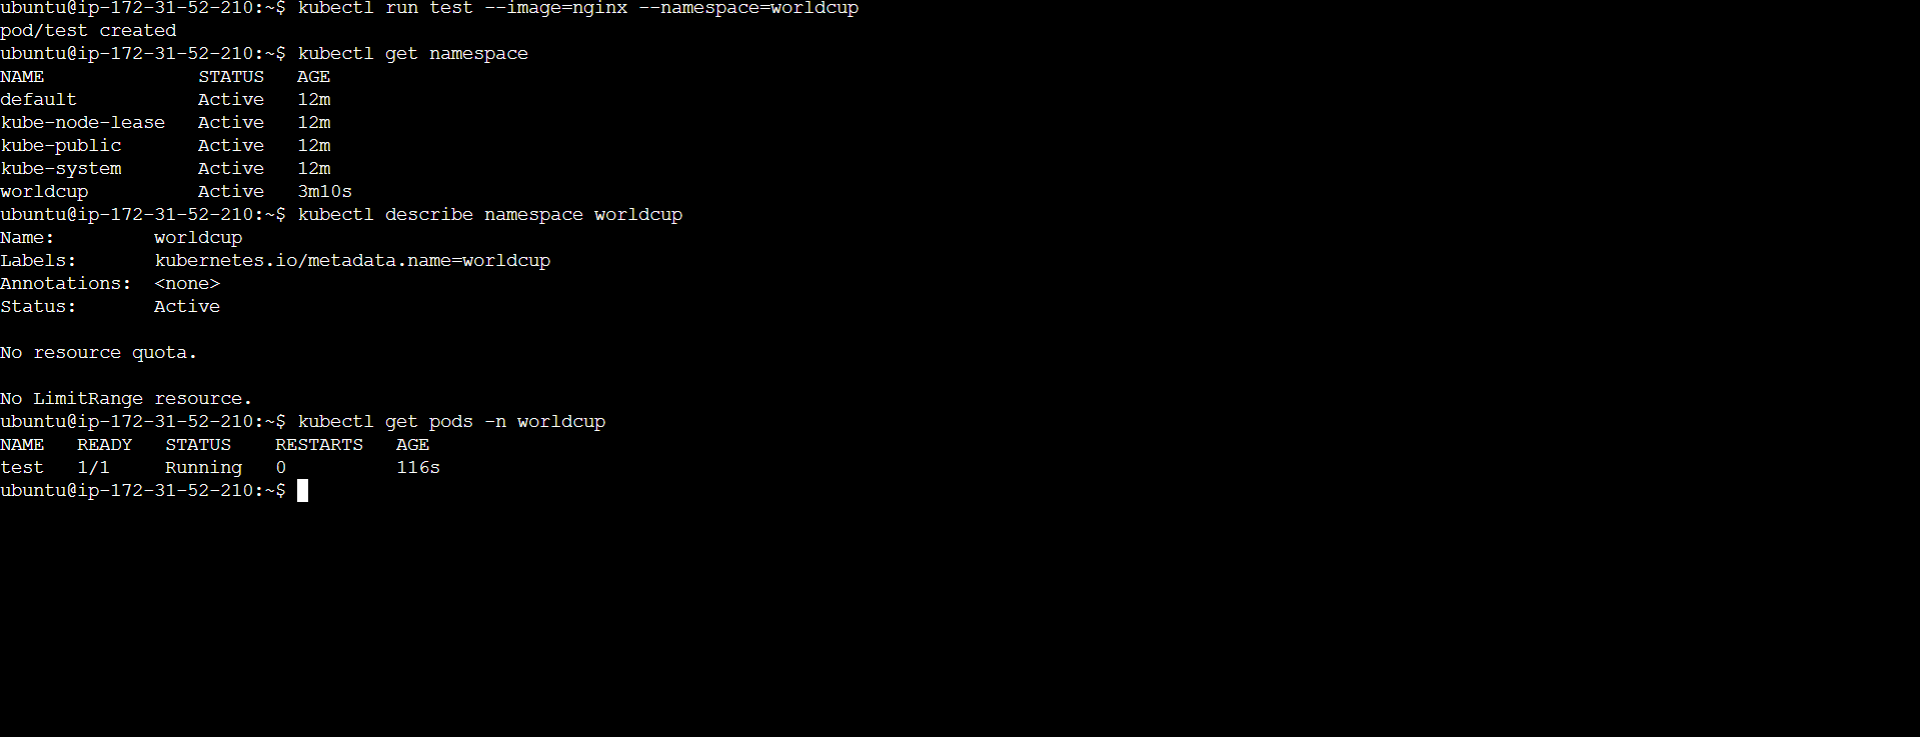 ubuntu@ip-172-31-52-210:~$ kubectl run test --image=nginx --namespace=worldcup
pod/test created
ubuntu@ip-172-31-52-210:~$ kubectl get namespace
NAME              STATUS   AGE
default           Active   12m
kube-node-lease   Active   12m
kube-public       Active   12m
kube-system       Active   12m
worldcup          Active   3m10s
ubuntu@ip-172-31-52-210:~$ kubectl describe namespace worldcup
Name:         worldcup
Labels:       kubernetes.io/metadata.name=worldcup
Annotations:  <none>
Status:       Active
No resource quota.
No LimitRange resource.
ubuntu@ip-172-31-52-210:~$ kubectl get pods -n worldcup
NAME   READY   STATUS    RESTARTS   AGE
test   1/1     Running   0          116s
ubuntu@ip-172-31-52-210:~$